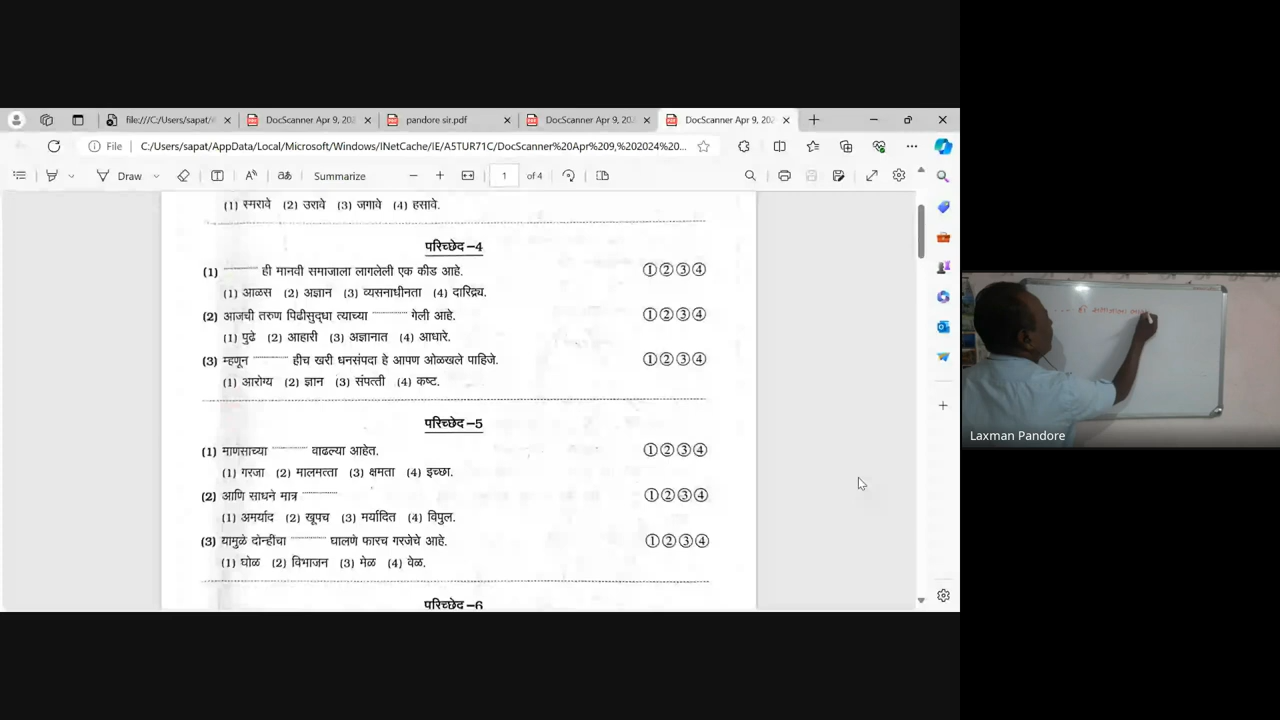 file:///C:/Users/sapat/
DocScanner Apr 9, 202
pandore sir.pdf
DocScanner Apr 9, 202
DocScanner Apr 9, 202
File
C:/Users/sapat/AppData/Local/Microsoft/Windows/INetCache/IE/A5TUR71C/DocScanner%20Apr%209,%202024%20...
Draw
Summarize
1 of 4
(1) स्मरावे (2) उरावे (3) जगावे (4) हसावे.
परिच्छेद –4
(1) ............ ही मानवी समाजाला लागलेली एक कीड आहे. ①②③④
(1) आळस (2) अज्ञान (3) व्यसनाधीनता (4) दारिद्र्य.
(2) आजची तरुण पिढीसुद्धा त्याच्या ............ गेली आहे. ①②③④
(1) पुढे (2) आहारी (3) अज्ञानात (4) आधारे.
(3) म्हणून ............ हीच खरी धनसंपदा हे आपण ओळखले पाहिजे. ①②③④
(1) आरोग्य (2) ज्ञान (3) संपत्ती (4) कष्ट.
परिच्छेद –5
(1) माणसाच्या ............ वाढल्या आहेत. ①②③④
(1) गरजा (2) मालमत्ता (3) क्षमता (4) इच्छा.
(2) आणि साधने मात्र ............ ①②③④
(1) अमर्याद (2) खूपच (3) मर्यादित (4) विपुल.
(3) यामुळे दोन्हींचा ............ घालणे फारच गरजेचे आहे. ①②③④
(1) घोळ (2) विभाजन (3) मेळ (4) वेळ.
परिच्छेद –6
Laxman Pandore